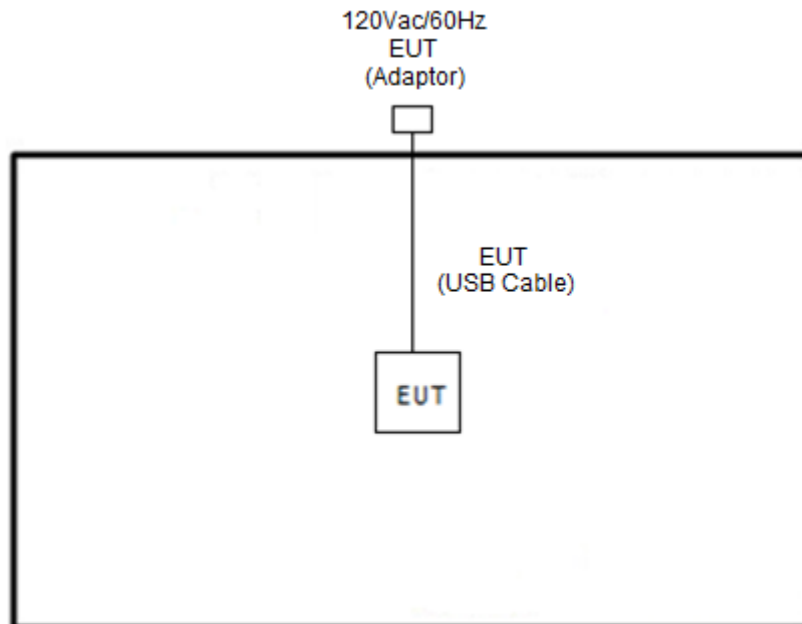 120Vac/60Hz
EUT
(Adaptor)
EUT
(USB Cable)
EUT